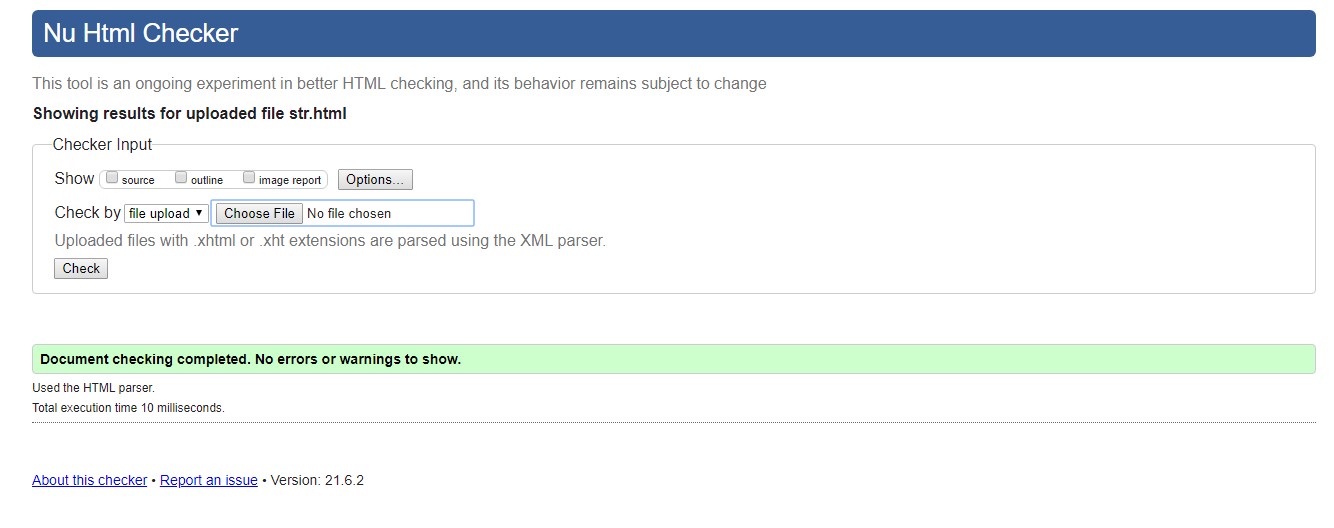 Nu Html Checker
This tool is an ongoing experiment in better HTML checking, and its behavior remains subject to change
Showing results for uploaded file str.html
Checker Input
Show source outline image report Options...
Check by file upload Choose File No file chosen
Uploaded files with .xhtml or .xht extensions are parsed using the XML parser.
Check
Document checking completed. No errors or warnings to show.
Used the HTML parser.
Total execution time 10 milliseconds.
About this checker • Report an issue • Version: 21.6.2